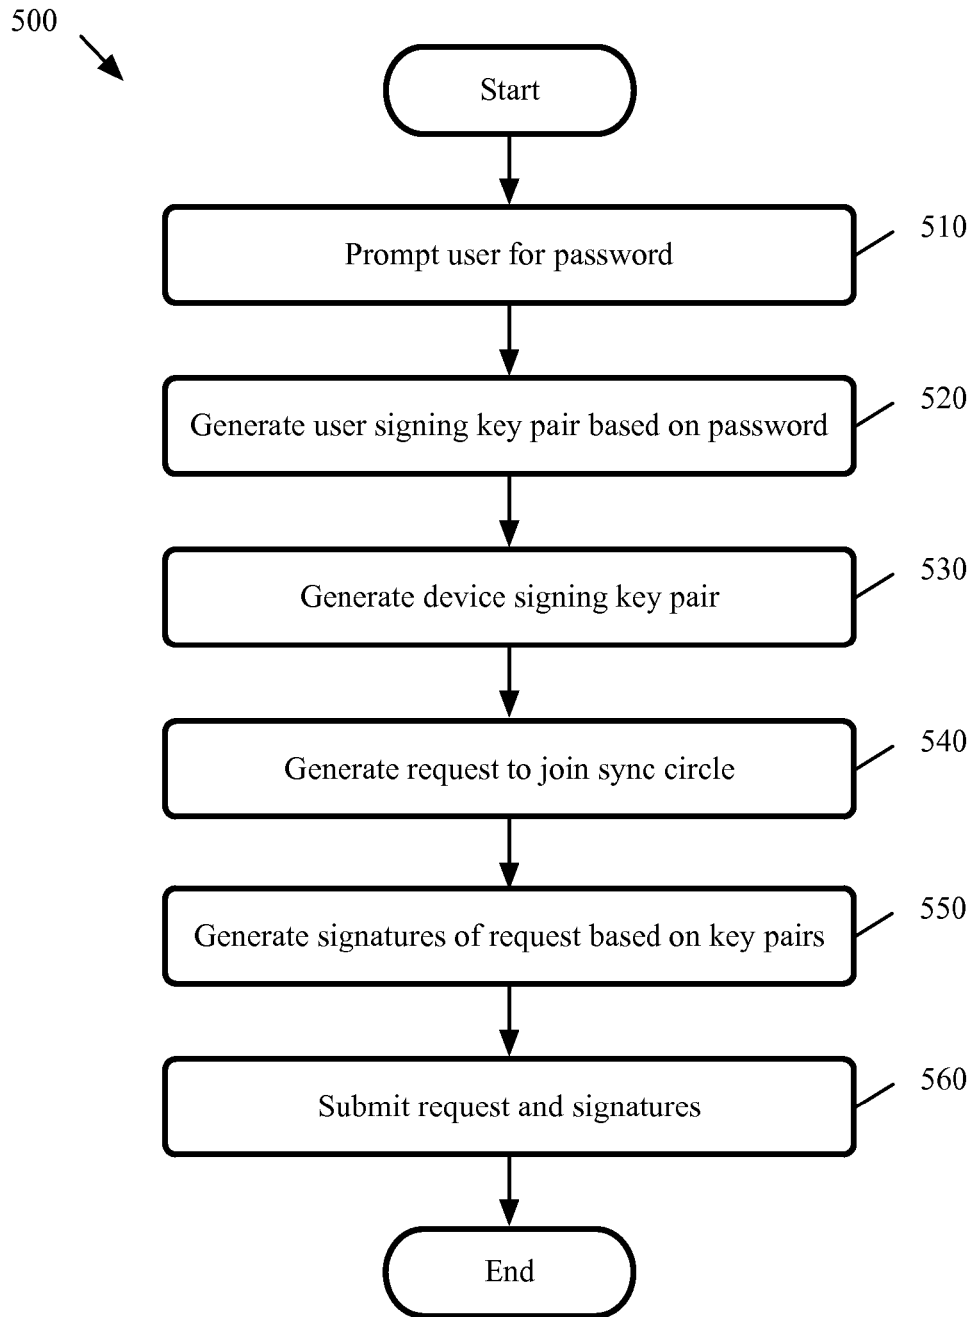 500
Start
Prompt user for password
510
Generate user signing key pair based on password
520
Generate device signing key pair
530
Generate request to join sync circle
540
Generate signatures of request based on key pairs
550
Submit request and signatures
560
End